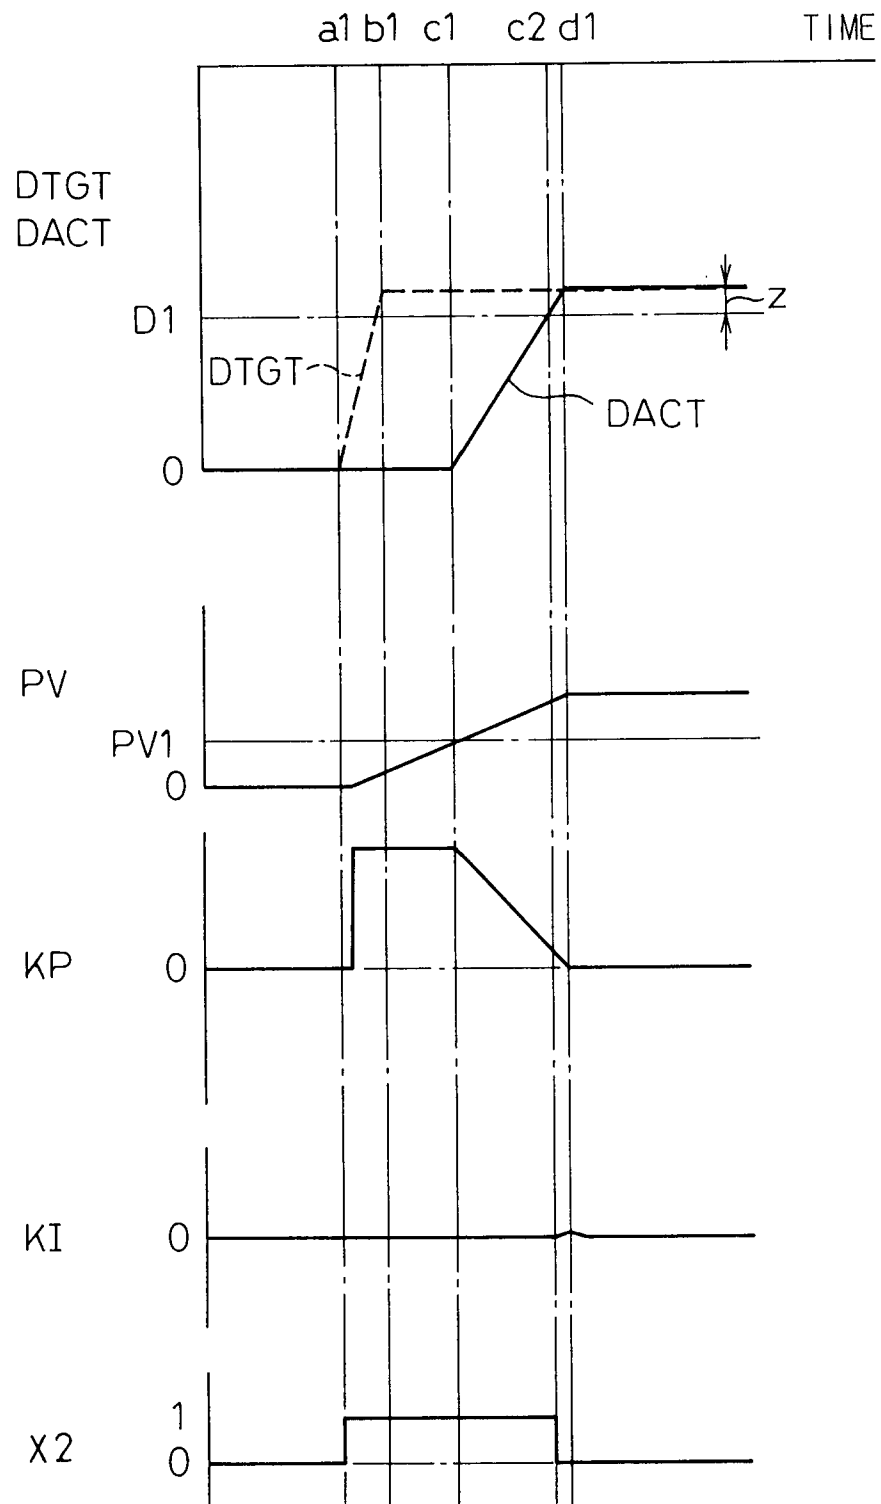 a1 b1 c1 c2 d1 TIME
DTGT
DACT
z
D1
DTGT
DACT
0
PV
PV1
0
KP 0
KI 0
1
X2 0